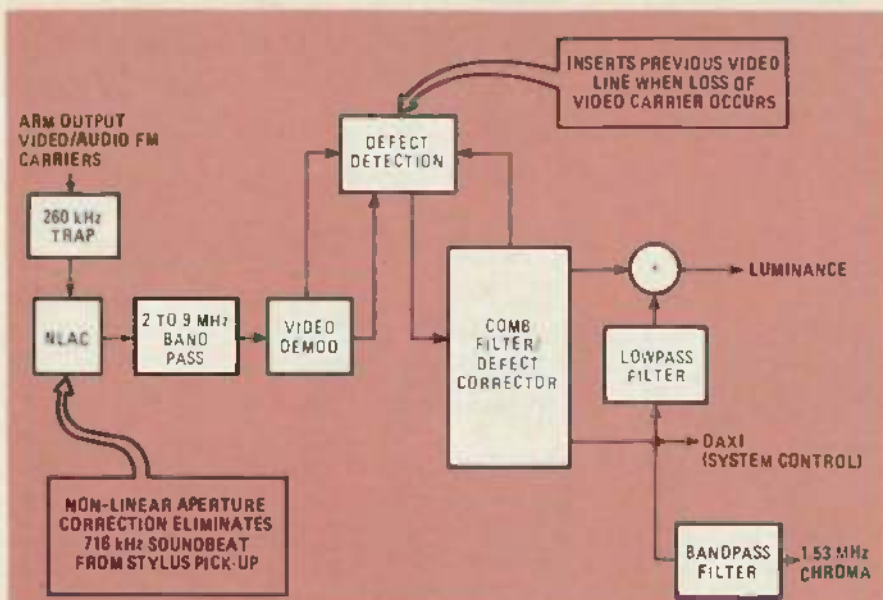 INSERTS PREVIOUS VIDEO
LINE WHEN LOSS OF
VIDEO CARRIER OCCURS
ARM OUTPUT
VIDEO/AUDIO FM
CARRIERS
DEFECT
DETECTION
260 kHz
TRAP
NLAC
2 TO 9 MHz
BAND
PASS
VIDEO
DEMOD
COMB
FILTER/
DEFECT
CORRECTOR
+
LUMINANCE
LOWPASS
FILTER
DAXI
(SYSTEM CONTROL)
NON-LINEAR APERTURE
CORRECTION ELIMINATES
716 kHz SOUNDBEAT
FROM STYLUS PICK-UP
BANDPASS
FILTER
1.53 MHz
CHROMA